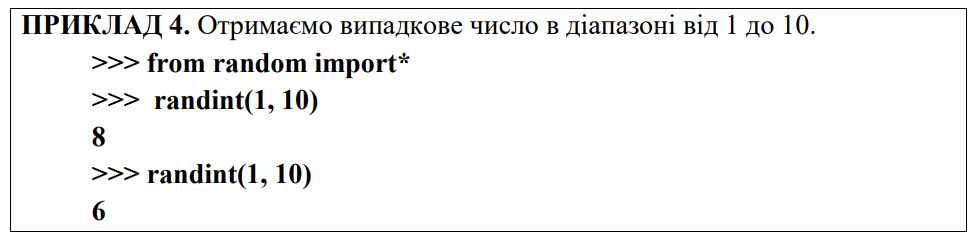 ПРИКЛАД 4. Отримаємо випадкове число в діапазоні від 1 до 10.
>>> from random import*
>>>  randint(1, 10)
8
>>> randint(1, 10)
6